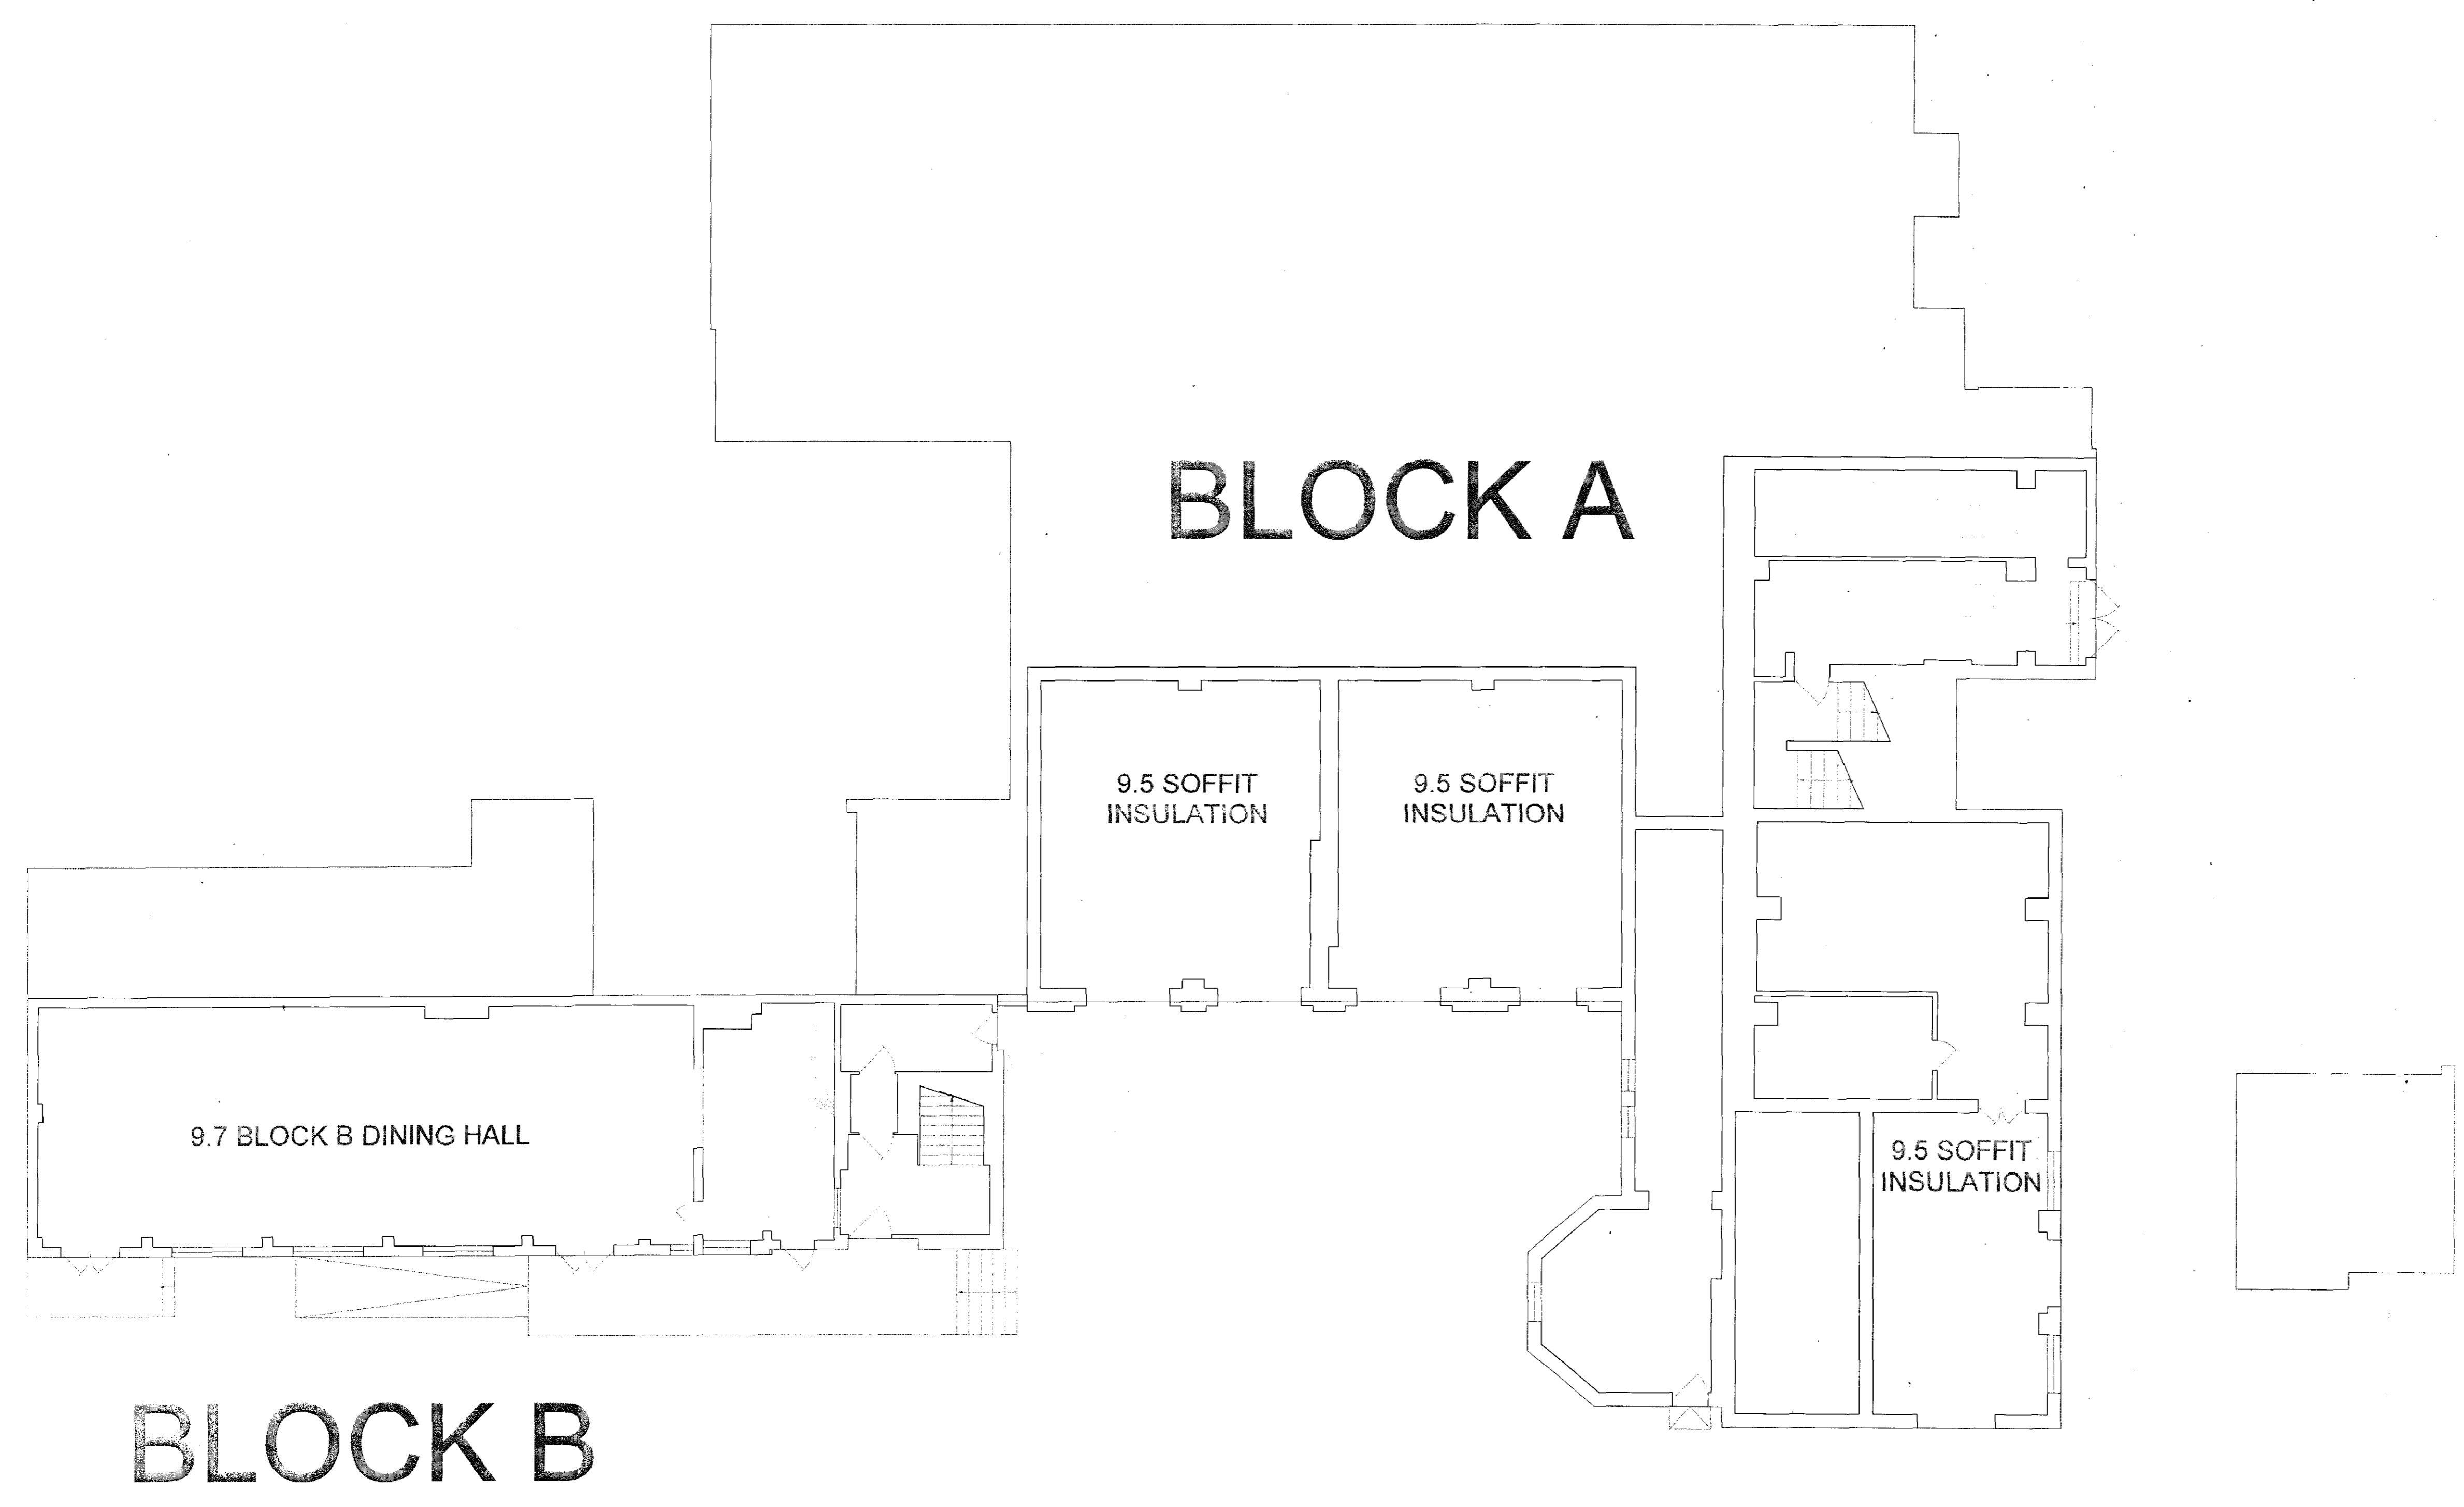 BLOCK A
9.5 SOFFIT
INSULATION
9.5 SOFFIT
INSULATION
9.7 BLOCK B DINING HALL
9.5 SOFFIT
INSULATION
BLOCK B